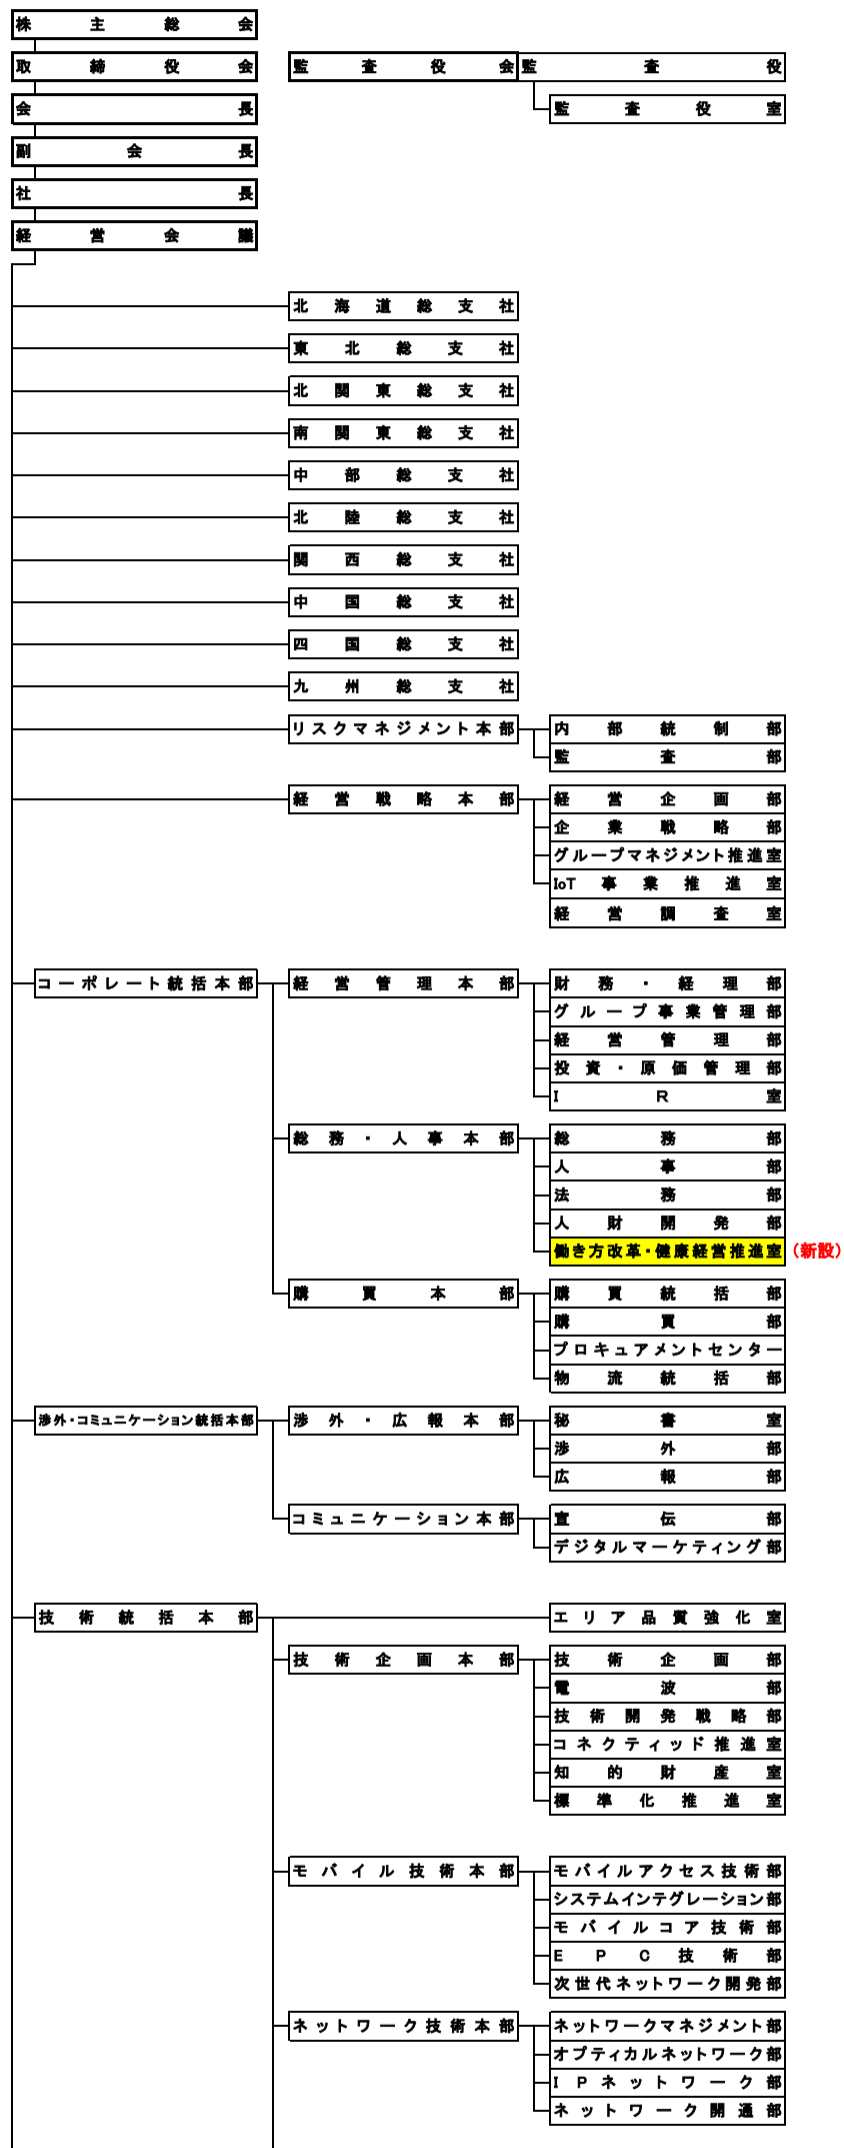 株主総会
取締役会 監査役会 監査役
会長 監査役室
副会長
社長
経営会議
北海道総支社
東北総支社
北関東総支社
南関東総支社
中部総支社
北陸総支社
関西総支社
中国総支社
四国総支社
九州総支社
リスクマネジメント本部 内部統制部
監査部
経営戦略本部 経営企画部
企業戦略部
グループマネジメント推進室
IoT事業推進室
経営調査室
コーポレート統括本部 経営管理本部 財務・経理部
グループ事業管理部
経営管理部
投資・原価管理部
IR室
総務・人事本部 総務部
人事部
法務部
人財開発部
働き方改革・健康経営推進室 (新設)
購買本部 購買統括部
購買部
プロキュアメントセンター
物流統括部
渉外・コミュニケーション統括本部 渉外・広報本部 秘書室
渉外部
広報部
コミュニケーション本部 宣伝部
デジタルマーケティング部
技術統括本部 エリア品質強化室
技術企画本部 技術企画部
電波部
技術開発戦略部
コネクティッド推進室
知的財産室
標準化推進室
モバイル技術本部 モバイルアクセス技術部
システムインテグレーション部
モバイルコア技術部
EPC技術部
次世代ネットワーク開発部
ネットワーク技術本部 ネットワークマネジメント部
オプティカルネットワーク部
IPネットワーク部
ネットワーク開通部